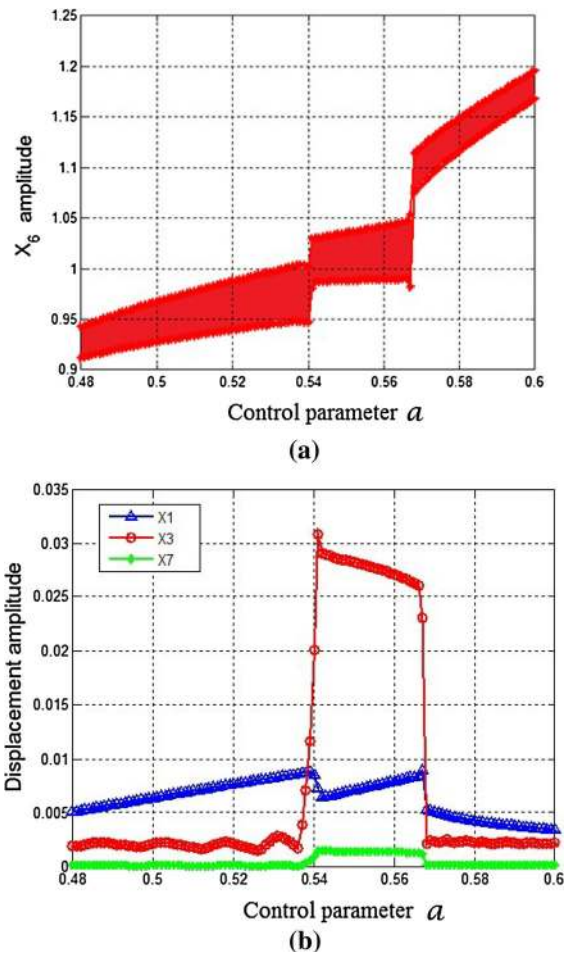 1.25
1.2
1.15
1.1
1.05
1
0.95
0.9
X6 amplitude
0.48 0.5 0.52 0.54 0.56 0.58 0.6
Control parameter a
(a)
0.035
0.03
0.025
0.02
0.015
0.01
0.005
0
Displacement amplitude
X1
X3
X7
0.48 0.5 0.52 0.54 0.56 0.58 0.6
Control parameter a
(b)